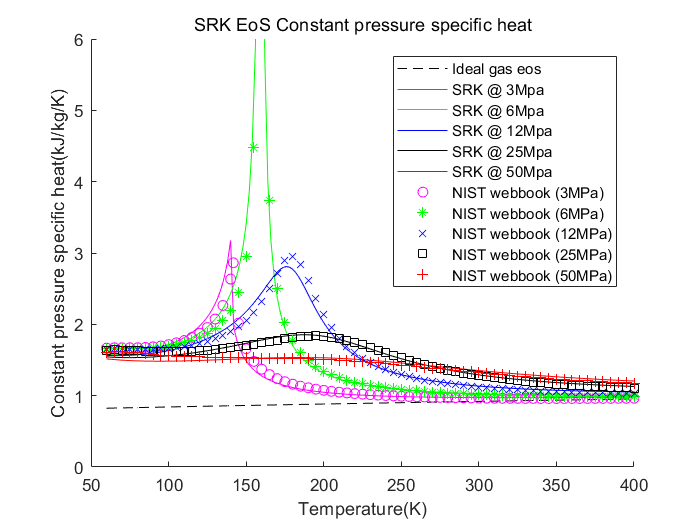 SRK EoS Constant pressure specific heat
Constant pressure specific heat(kJ/kg/K)
6
5
4
3
2
1
0
50
100
150
200
250
300
350
400
Temperature(K)
Ideal gas eos
SRK @ 3Mpa
SRK @ 6Mpa
SRK @ 12Mpa
SRK @ 25Mpa
SRK @ 50Mpa
NIST webbook (3MPa)
NIST webbook (6MPa)
NIST webbook (12MPa)
NIST webbook (25MPa)
NIST webbook (50MPa)